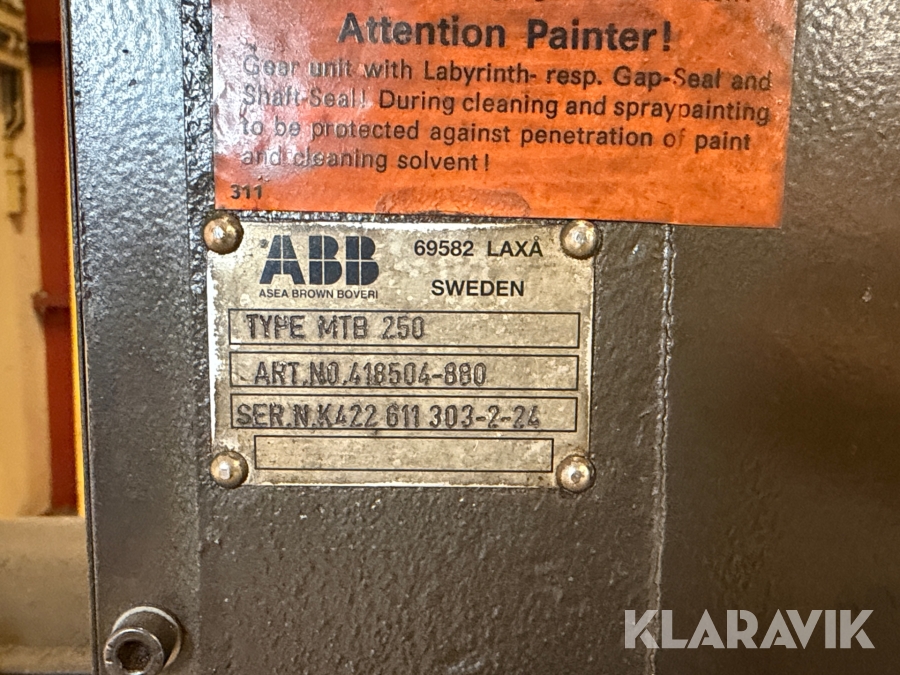 Attention Painter!
Gear unit with Labyrinth- resp. Gap-Seal and
Shaft-Seal! During cleaning and spraypainting
to be protected against penetration of paint
and cleaning solvent!
311
ABB
ASEA BROWN BOVERI
69582 LAXÅ
SWEDEN
TYPE MTB 250
ART.NO.418504-880
SER.N.K422 611 303-2-24
KLARAVIK